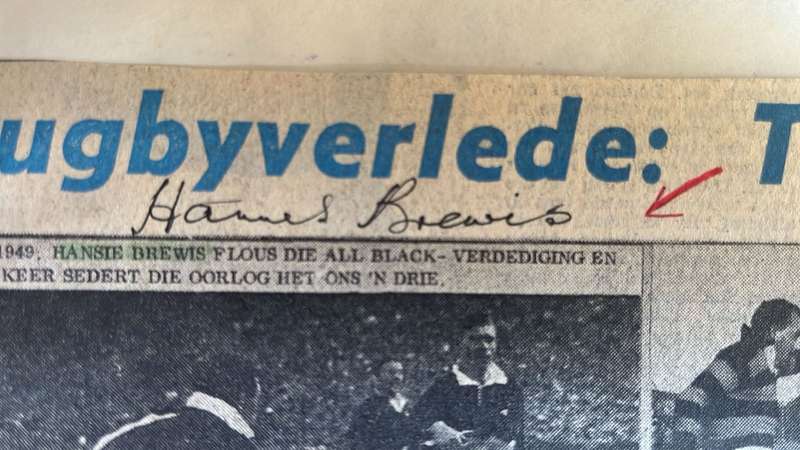 ugbyverlede: T
Hannes Brewis
1949. HANSIE BREWIS FLOUS DIE ALL BLACK- VERDEDIGING EN
KEER SEDERT DIE OORLOG HET ONS 'N DRIE.